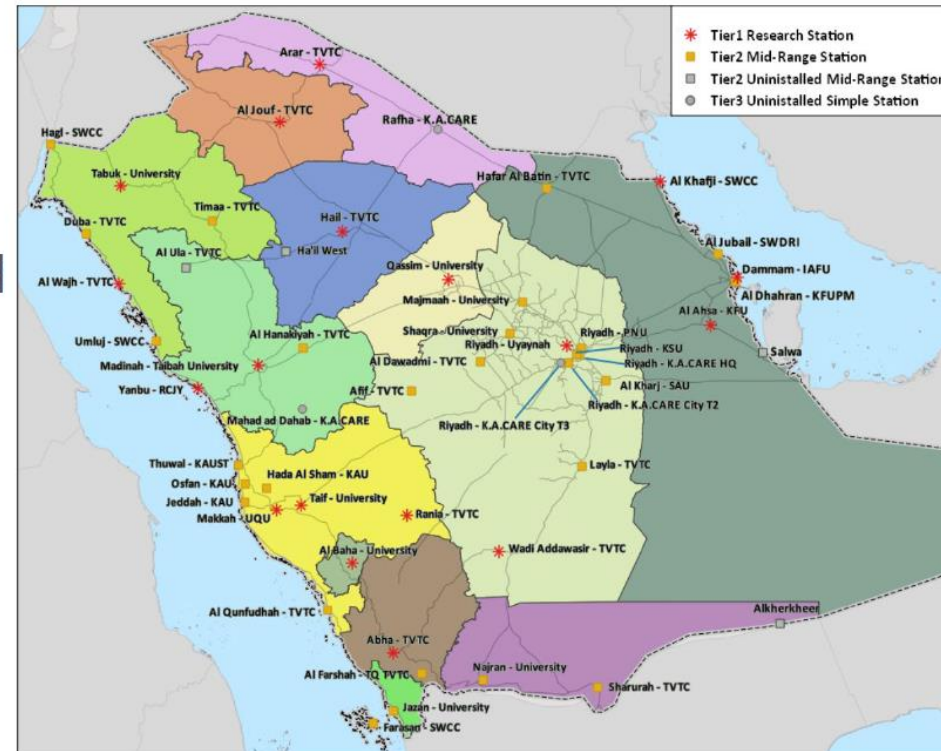 Tier1 Research Station
Tier2 Mid-Range Station
Tier2 Uninstalled Mid-Range Station
Tier3 Uninstalled Simple Station
Arar - TVTC
Al Jouf - TVTC
Rafha - K.A.CARE
Hagl - SWCC
Tabuk - University
Hafar Al Batin - TVTC
Al Khafji - SWCC
Timaa - TVTC
Duba - TVTC
Hail - TVTC
Al Ula - TVTC
Ha'il West
Al Jubail - SWDRI
Qassim - University
Dammam - IAFU
Al Wajh - TVTC
Al Dhahran - KFUPM
Majmaah - University
Al Ahsa - KFU
Al Hanakiyah - TVTC
Shaqra - University
Riyadh - PNU
Umluj - SWCC
Riyadh - Uyaynah
Riyadh - KSU
Salwa
Madinah - Taibah University
Al Dawadmi - TVTC
Riyadh - K.A.CARE HQ
Yanbu - RCJY
Afif - TVTC
Al Kharj - SAU
Riyadh - K.A.CARE City T2
Mahad ad Dahab - K.A.CARE
Riyadh - K.A.CARE City T3
Thuwal - KAUST
Layla - TVTC
Hada Al Sham - KAU
Osfan - KAU
Taif - University
Jeddah - KAU
Makkah - UQU
Rania - TVTC
Al Baha - University
Wadi Addawasir - TVTC
Al Qunfudhah - TVTC
Alkherkheer
Abha - TVTC
Al Farshah - TQ TVTC
Najran - University
Sharurah - TVTC
Jazan - University
Farasan - SWCC